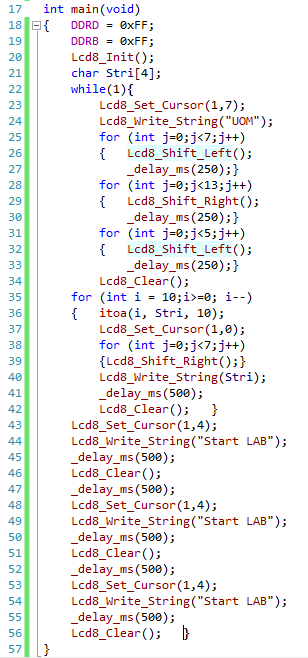 17 int main(void)
18 { DDRD = 0xFF;
19 DDRB = 0xFF;
20 Lcd8_Init();
21 char Stri[4];
22 while(1){
23 Lcd8_Set_Cursor(1,7);
24 Lcd8_Write_String("UOM");
25 for (int j=0;j<7;j++)
26 { Lcd8_Shift_Left();
27 _delay_ms(250);}
28 for (int j=0;j<13;j++)
29 { Lcd8_Shift_Right();
30 _delay_ms(250);}
31 for (int j=0;j<5;j++)
32 { Lcd8_Shift_Left();
33 _delay_ms(250);}
34 Lcd8_Clear();
35 for (int i = 10;i>=0; i--)
36 { itoa(i, Stri, 10);
37 Lcd8_Set_Cursor(1,0);
38 for (int j=0;j<7;j++)
39 {Lcd8_Shift_Right();}
40 Lcd8_Write_String(Stri);
41 _delay_ms(500);
42 Lcd8_Clear(); }
43 Lcd8_Set_Cursor(1,4);
44 Lcd8_Write_String("Start LAB");
45 _delay_ms(500);
46 Lcd8_Clear();
47 _delay_ms(500);
48 Lcd8_Set_Cursor(1,4);
49 Lcd8_Write_String("Start LAB");
50 _delay_ms(500);
51 Lcd8_Clear();
52 _delay_ms(500);
53 Lcd8_Set_Cursor(1,4);
54 Lcd8_Write_String("Start LAB");
55 _delay_ms(500);
56 Lcd8_Clear(); }
57 }